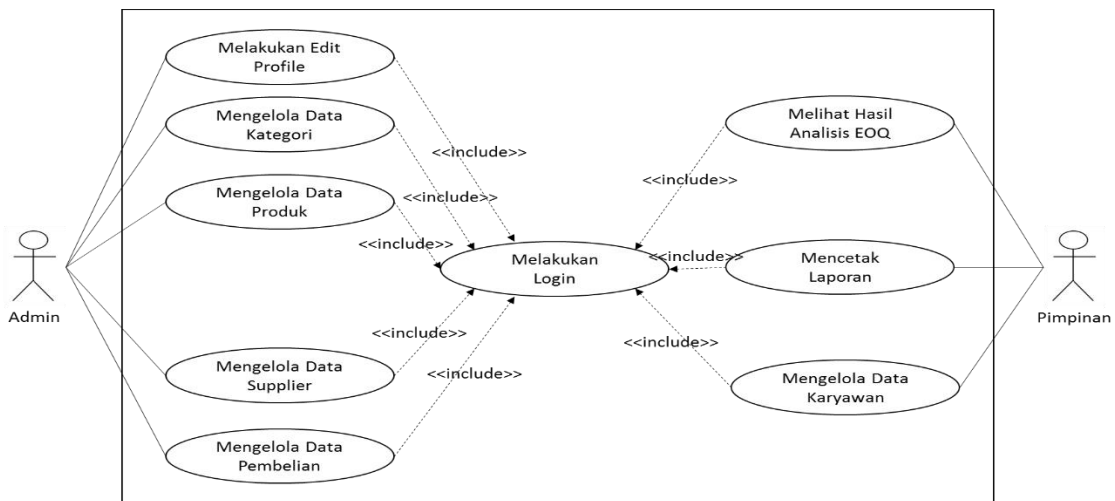 Melakukan Edit
Profile
Mengelola Data
Kategori
Mengelola Data
Produk
Mengelola Data
Supplier
Mengelola Data
Pembelian
Admin
<<include>>
<<include>>
<<include>>
<<include>>
<<include>>
Melakukan
Login
<<include>>
<<include>>
<<include>>
Melihat Hasil
Analisis EOQ
Mencetak
Laporan
Mengelola Data
Karyawan
Pimpinan